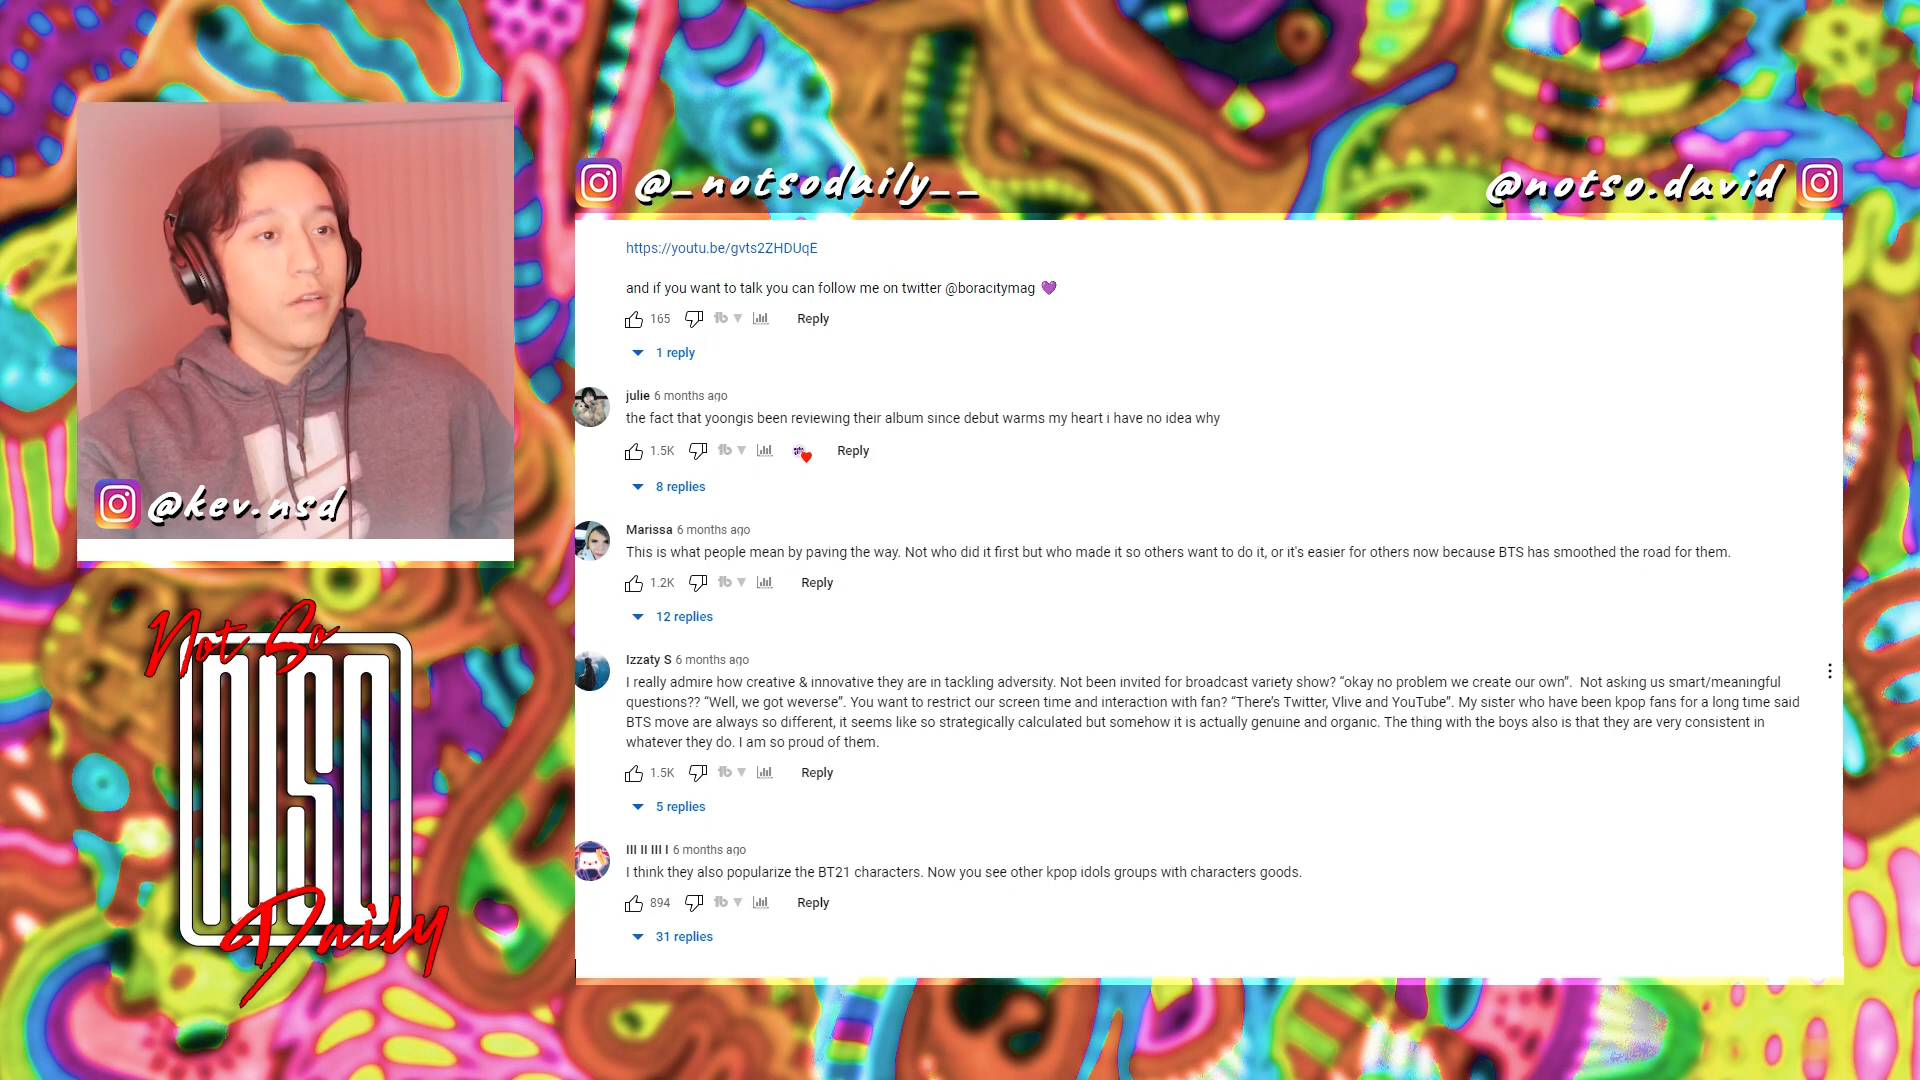 @_notsodaily__
@notso.david
https://youtu.be/gvts2ZHDUqE
and if you want to talk you can follow me on twitter @boracitymag 💜
165 Reply
1 reply
julie 6 months ago
the fact that yoongis been reviewing their album since debut warms my heart i have no idea why
1.5K Reply
8 replies
Marissa 6 months ago
This is what people mean by paving the way. Not who did it first but who made it so others want to do it, or it's easier for others now because BTS has smoothed the road for them.
1.2K Reply
12 replies
Izzaty S 6 months ago
I really admire how creative & innovative they are in tackling adversity. Not been invited for broadcast variety show? “okay no problem we create our own”. Not asking us smart/meaningful
questions?? “Well, we got weverse”. You want to restrict our screen time and interaction with fan? “There’s Twitter, Vlive and YouTube”. My sister who have been kpop fans for a long time said
BTS move are always so different, it seems like so strategically calculated but somehow it is actually genuine and organic. The thing with the boys also is that they are very consistent in
whatever they do. I am so proud of them.
1.5K Reply
5 replies
III II III I 6 months ago
I think they also popularize the BT21 characters. Now you see other kpop idols groups with characters goods.
894 Reply
31 replies
@kev.nsd
Not So
NSD
Daily